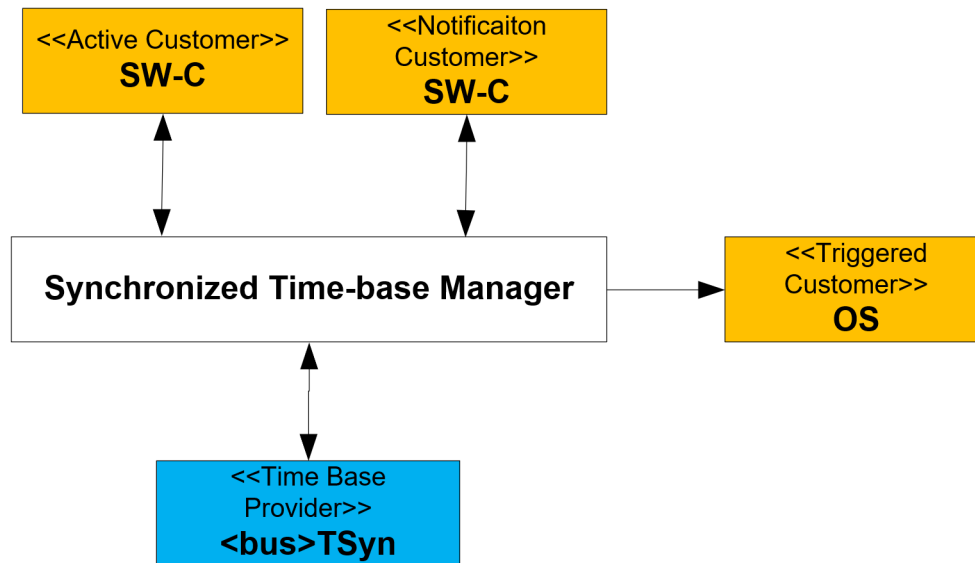 <<Active Customer>>
SW-C
<<Notificaiton
Customer>>
SW-C
Synchronized Time-base Manager
<<Triggered
Customer>>
OS
<<Time Base
Provider>>
<bus>TSyn